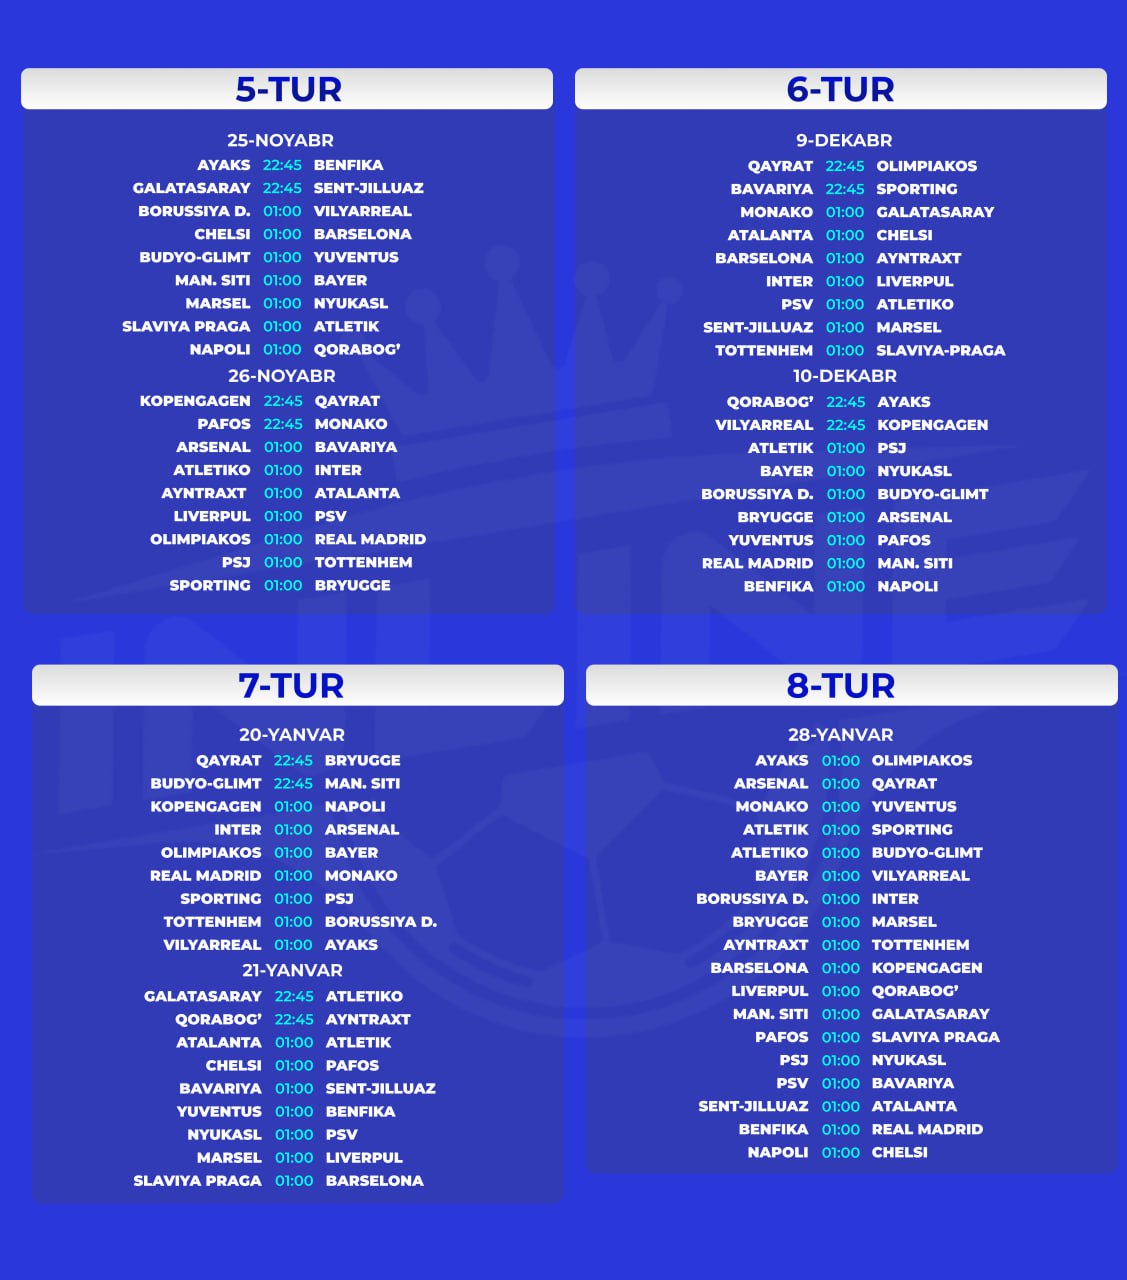 5-TUR
25-NOYABR
AYAKS 22:45 BENFIKA
GALATASARAY 22:45 SENT-JILLUAZ
BORUSSIYA D. 01:00 VILYARREAL
CHELSI 01:00 BARSELONA
BUDYO-GLIMT 01:00 YUVENTUS
MAN. SITI 01:00 BAYER
MARSEL 01:00 NYUKASL
SLAVIYA PRAGA 01:00 ATLETIK
NAPOLI 01:00 QORABOG’
26-NOYABR
KOPENGAGEN 22:45 QAYRAT
PAFOS 22:45 MONAKO
ARSENAL 01:00 BAVARIYA
ATLETIKO 01:00 INTER
AYNTRAXT 01:00 ATALANTA
LIVERPUL 01:00 PSV
OLIMPIAKOS 01:00 REAL MADRID
PSJ 01:00 TOTTENHEM
SPORTING 01:00 BRYUGGE
6-TUR
9-DEKABR
QAYRAT 22:45 OLIMPIAKOS
BAVARIYA 22:45 SPORTING
MONAKO 01:00 GALATASARAY
ATALANTA 01:00 CHELSI
BARSELONA 01:00 AYNTRAXT
INTER 01:00 LIVERPUL
PSV 01:00 ATLETIKO
SENT-JILLUAZ 01:00 MARSEL
TOTTENHEM 01:00 SLAVIYA-PRAGA
10-DEKABR
QORABOG’ 22:45 AYAKS
VILYARREAL 22:45 KOPENGAGEN
ATLETIK 01:00 PSJ
BAYER 01:00 NYUKASL
BORUSSIYA D. 01:00 BUDYO-GLIMT
BRYUGGE 01:00 ARSENAL
YUVENTUS 01:00 PAFOS
REAL MADRID 01:00 MAN. SITI
BENFIKA 01:00 NAPOLI
7-TUR
20-YANVAR
QAYRAT 22:45 BRYUGGE
BUDYO-GLIMT 22:45 MAN. SITI
KOPENGAGEN 01:00 NAPOLI
INTER 01:00 ARSENAL
OLIMPIAKOS 01:00 BAYER
REAL MADRID 01:00 MONAKO
SPORTING 01:00 PSJ
TOTTENHEM 01:00 BORUSSIYA D.
VILYARREAL 01:00 AYAKS
21-YANVAR
GALATASARAY 22:45 ATLETIKO
QORABOG’ 22:45 AYNTRAXT
ATALANTA 01:00 ATLETIK
CHELSI 01:00 PAFOS
BAVARIYA 01:00 SENT-JILLUAZ
YUVENTUS 01:00 BENFIKA
NYUKASL 01:00 PSV
MARSEL 01:00 LIVERPUL
SLAVIYA PRAGA 01:00 BARSELONA
8-TUR
28-YANVAR
AYAKS 01:00 OLIMPIAKOS
ARSENAL 01:00 QAYRAT
MONAKO 01:00 YUVENTUS
ATLETIK 01:00 SPORTING
ATLETIKO 01:00 BUDYO-GLIMT
BAYER 01:00 VILYARREAL
BORUSSIYA D. 01:00 INTER
BRYUGGE 01:00 MARSEL
AYNTRAXT 01:00 TOTTENHEM
BARSELONA 01:00 KOPENGAGEN
LIVERPUL 01:00 QORABOG’
MAN. SITI 01:00 GALATASARAY
PAFOS 01:00 SLAVIYA PRAGA
PSJ 01:00 NYUKASL
PSV 01:00 BAVARIYA
SENT-JILLUAZ 01:00 ATALANTA
BENFIKA 01:00 REAL MADRID
NAPOLI 01:00 CHELSI